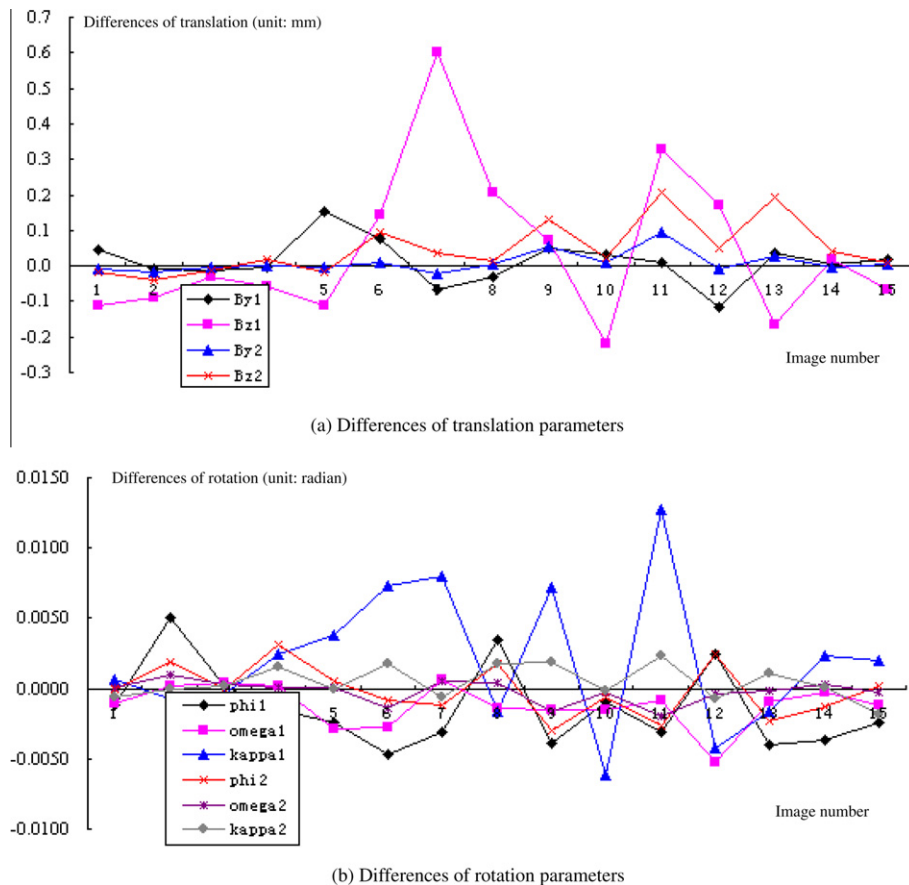 Differences of translation (unit: mm)
0.7
0.6
0.5
0.4
0.3
0.2
0.1
0.0
-0.1
-0.2
-0.3
1 2 5 6 7 8 9 10 11 12 13 14 15
By1
Bz1
By2
Bz2
Image number
(a) Differences of translation parameters
Differences of rotation (unit: radian)
0.0150
0.0100
0.0050
0.0000
-0.0050
-0.0100
1 5 6 7 8 9 10 11 12 13 14 15
phi1
omega1
kappa1
phi2
omega2
kappa2
Image number
(b) Differences of rotation parameters